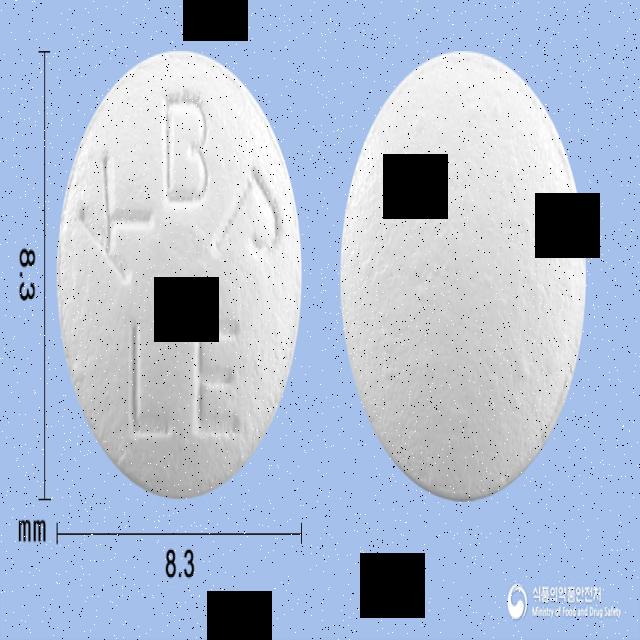 KBP
LE
8.3
mm
8.3
식품의약품안전처
Ministry of Food and Drug Safety